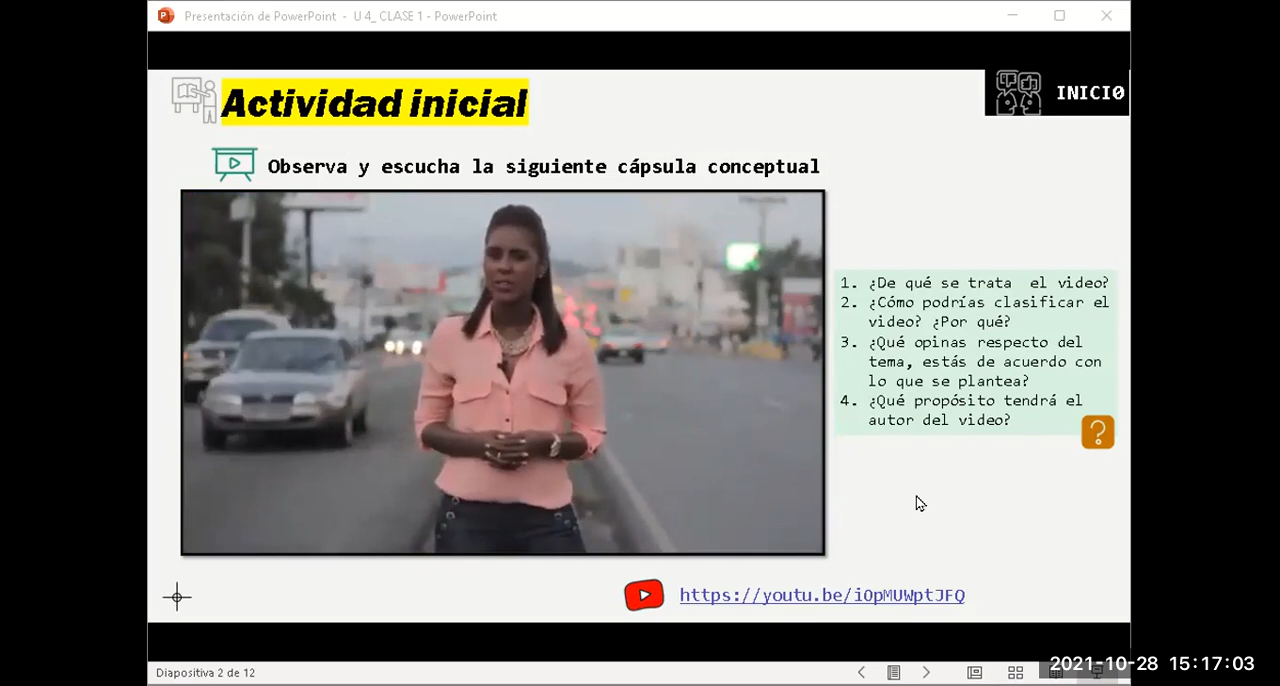 Presentación de PowerPoint - U 4_ CLASE 1 - PowerPoint
Actividad inicial
INICIO
Observa y escucha la siguiente cápsula conceptual
1. ¿De qué se trata el video?
2. ¿Cómo podrías clasificar el
video? ¿Por qué?
3. ¿Qué opinas respecto del
tema, estás de acuerdo con
lo que se plantea?
4. ¿Qué propósito tendrá el
autor del video?
?
https://youtu.be/iOpMUWptJFQ
Diapositiva 2 de 12
2021-10-28 15:17:03